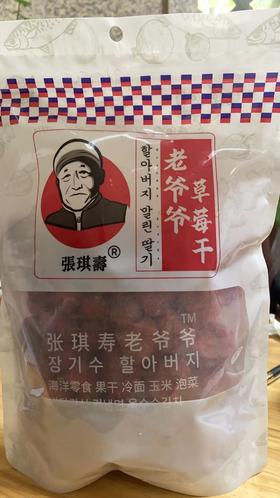 老爷爷
草莓干
할아버지 말린 딸기
張琪壽®
TM
张琪寿老爷爷
장기수 할아버지
海洋零食 果干 冷面 玉米 泡菜